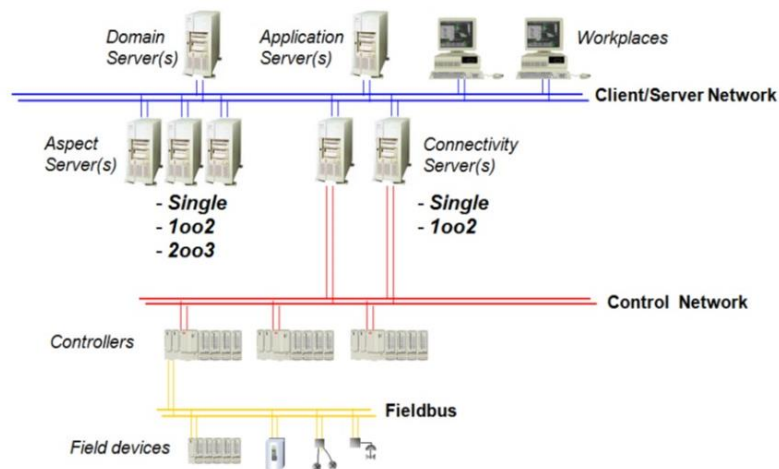 Domain
Server(s)
Application
Server(s)
Workplaces
Client/Server Network
Aspect
Server(s)
Connectivity
Server(s)
- Single
- 1oo2
- 2oo3
- Single
- 1oo2
Control Network
Controllers
Fieldbus
Field devices